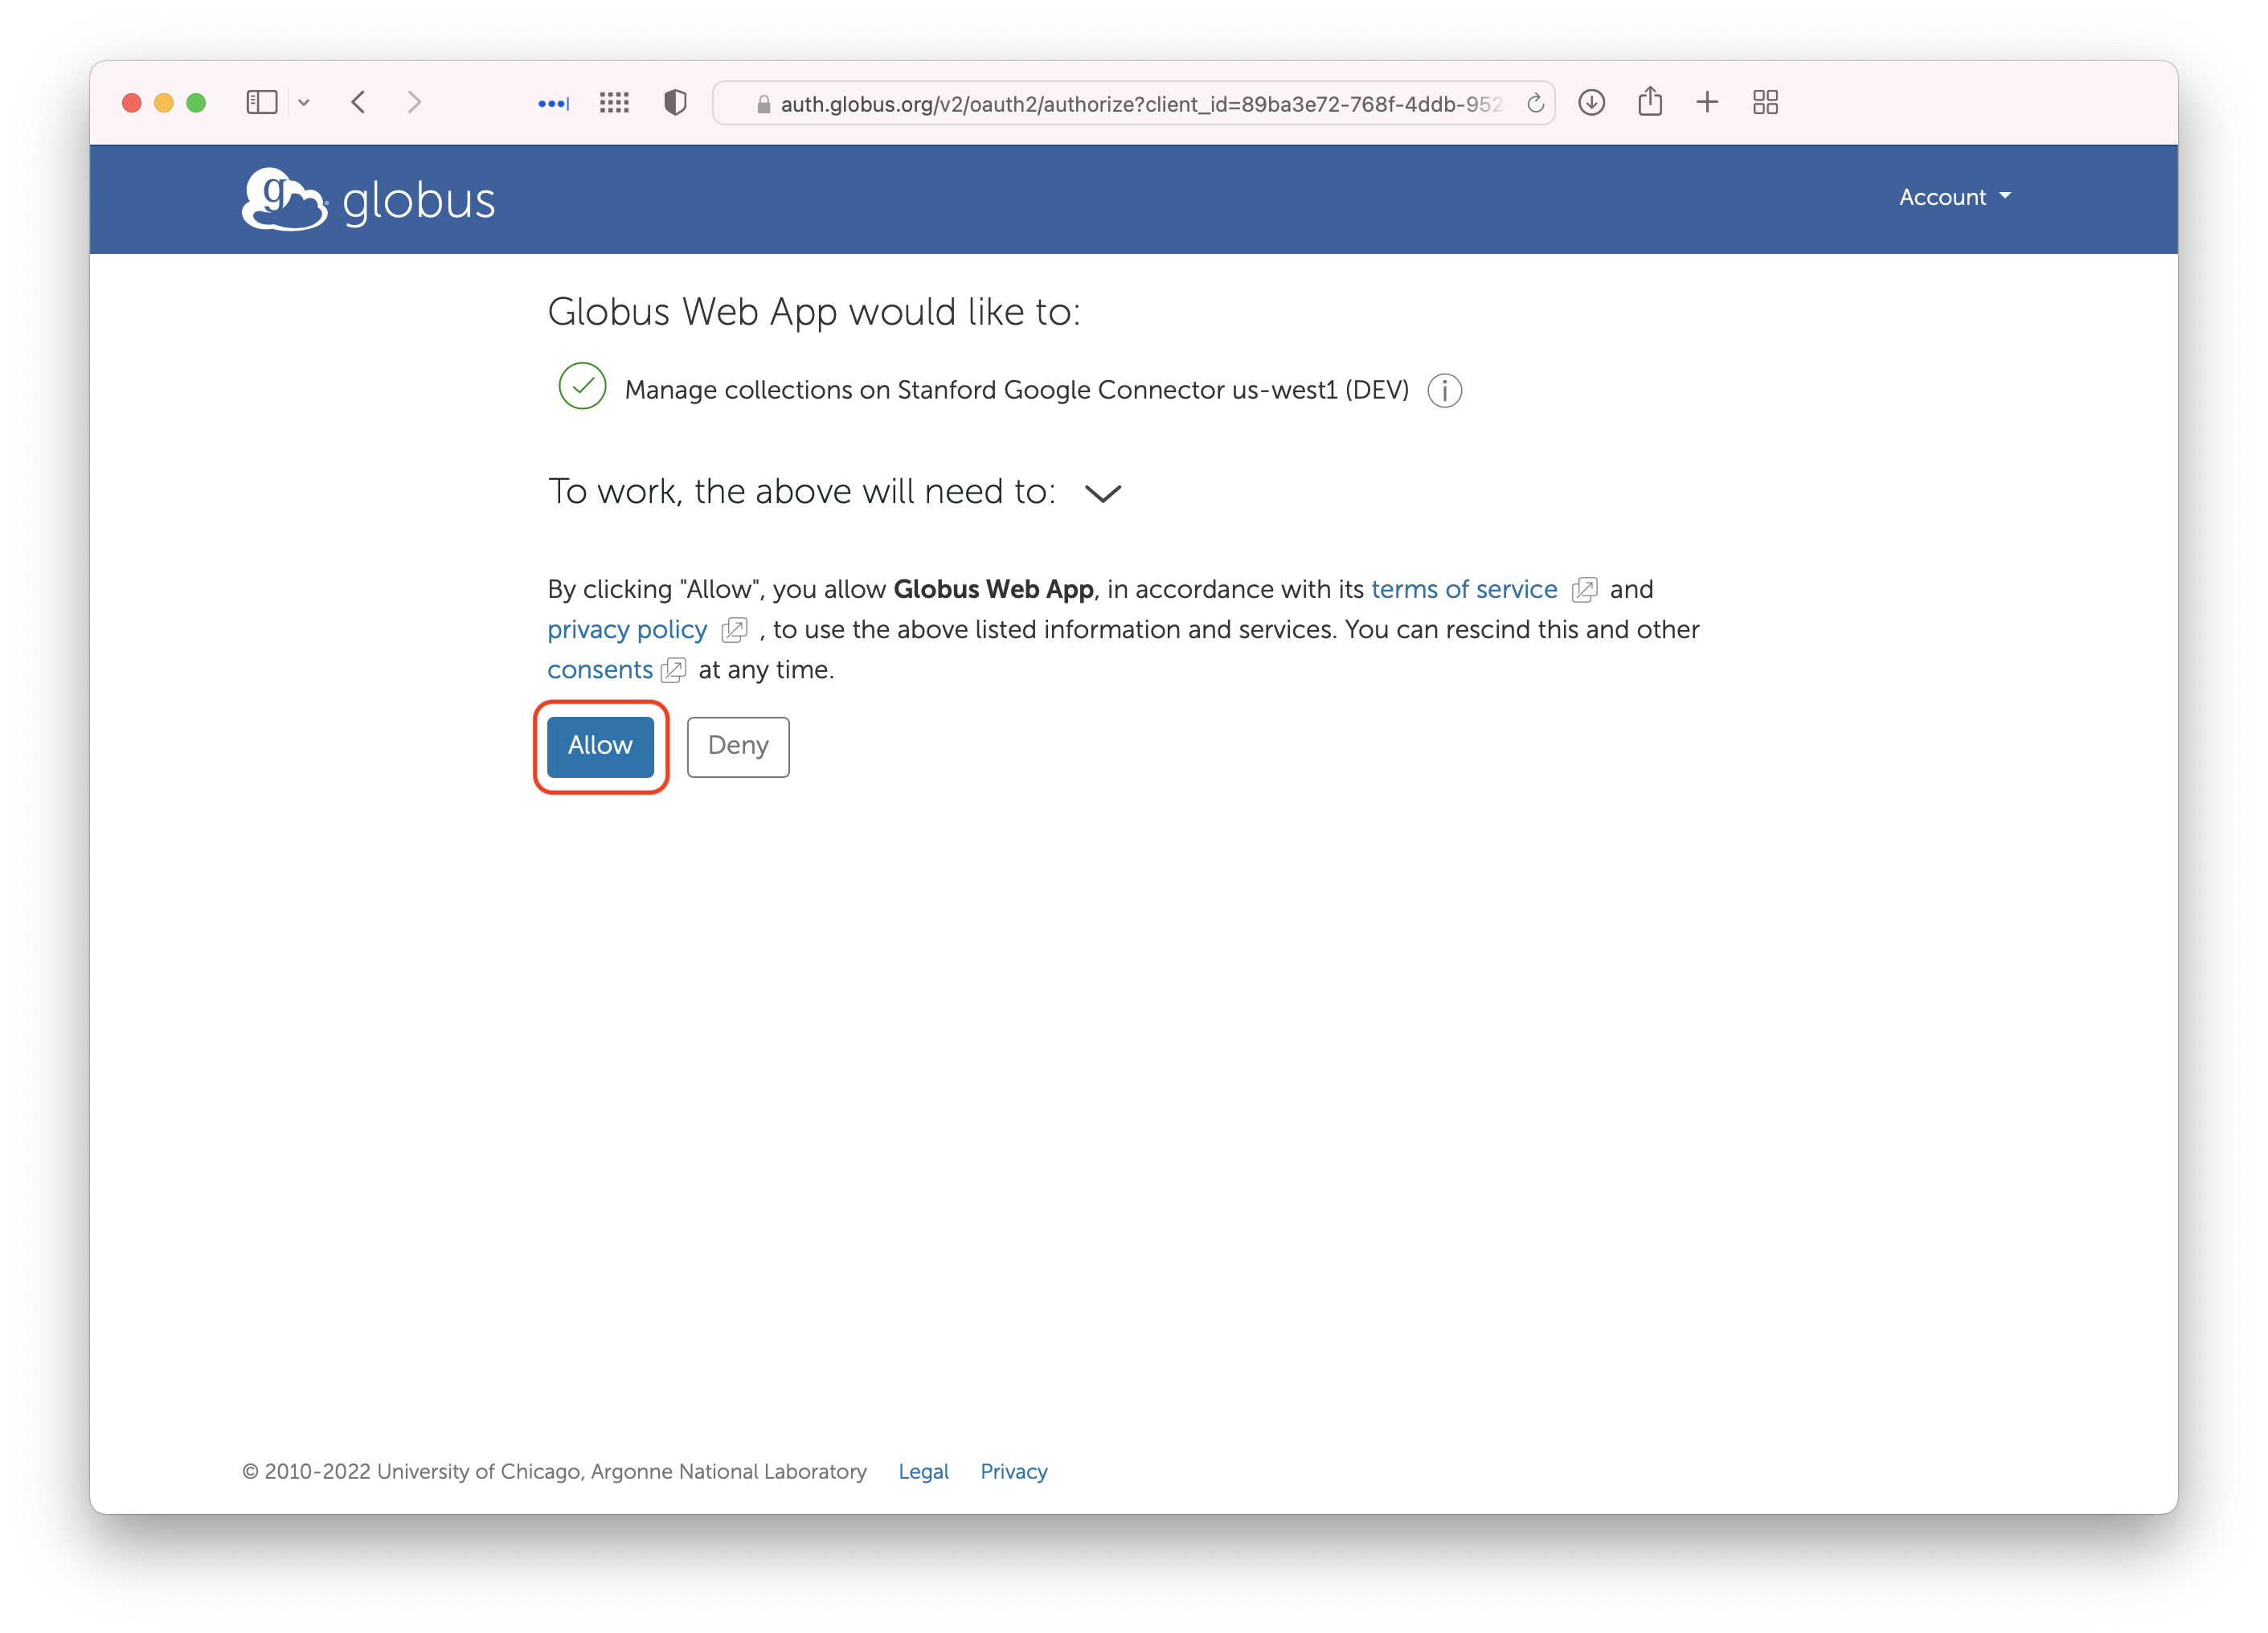 auth.globus.org/v2/oauth2/authorize?client_id=89ba3e72-768f-4ddb-952
g globus
Account
Globus Web App would like to:
Manage collections on Stanford Google Connector us-west1 (DEV) i
To work, the above will need to:
By clicking "Allow", you allow Globus Web App, in accordance with its terms of service and
privacy policy , to use the above listed information and services. You can rescind this and other
consents at any time.
Allow Deny
© 2010-2022 University of Chicago, Argonne National Laboratory Legal Privacy